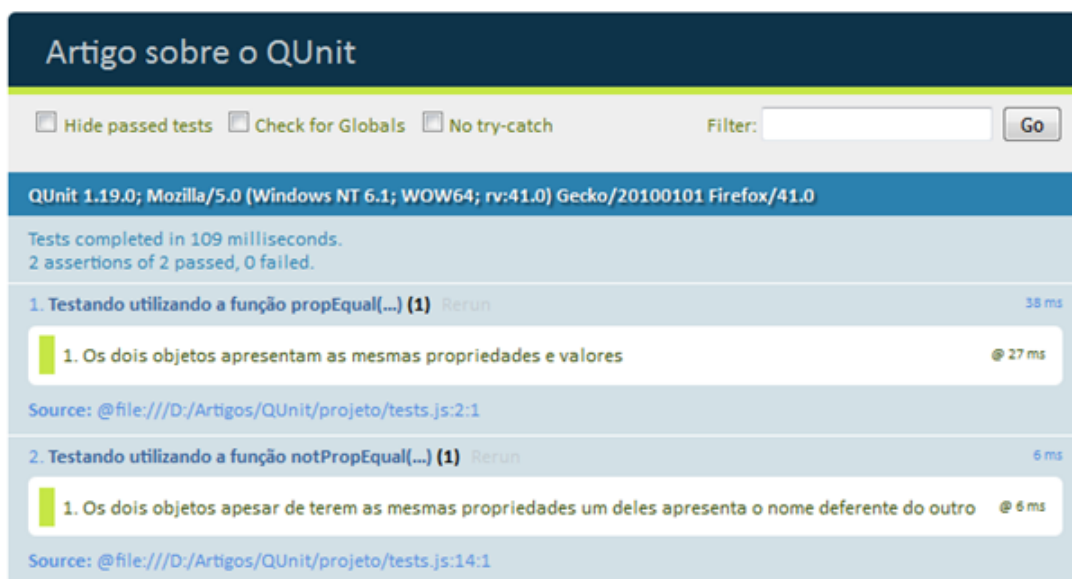 Artigo sobre o QUnit
Hide passed tests Check for Globals No try-catch Filter: Go
QUnit 1.19.0; Mozilla/5.0 (Windows NT 6.1; WOW64; rv:41.0) Gecko/20100101 Firefox/41.0
Tests completed in 109 milliseconds.
2 assertions of 2 passed, 0 failed.
1. Testando utilizando a função propEqual(...) (1) Rerun 38 ms
1. Os dois objetos apresentam as mesmas propriedades e valores @ 27 ms
Source: @file:///D:/Artigos/QUnit/projeto/tests.js:2:1
2. Testando utilizando a função notPropEqual(...) (1) Rerun 6 ms
1. Os dois objetos apesar de terem as mesmas propriedades um deles apresenta o nome deferente do outro @ 6 ms
Source: @file:///D:/Artigos/QUnit/projeto/tests.js:14:1